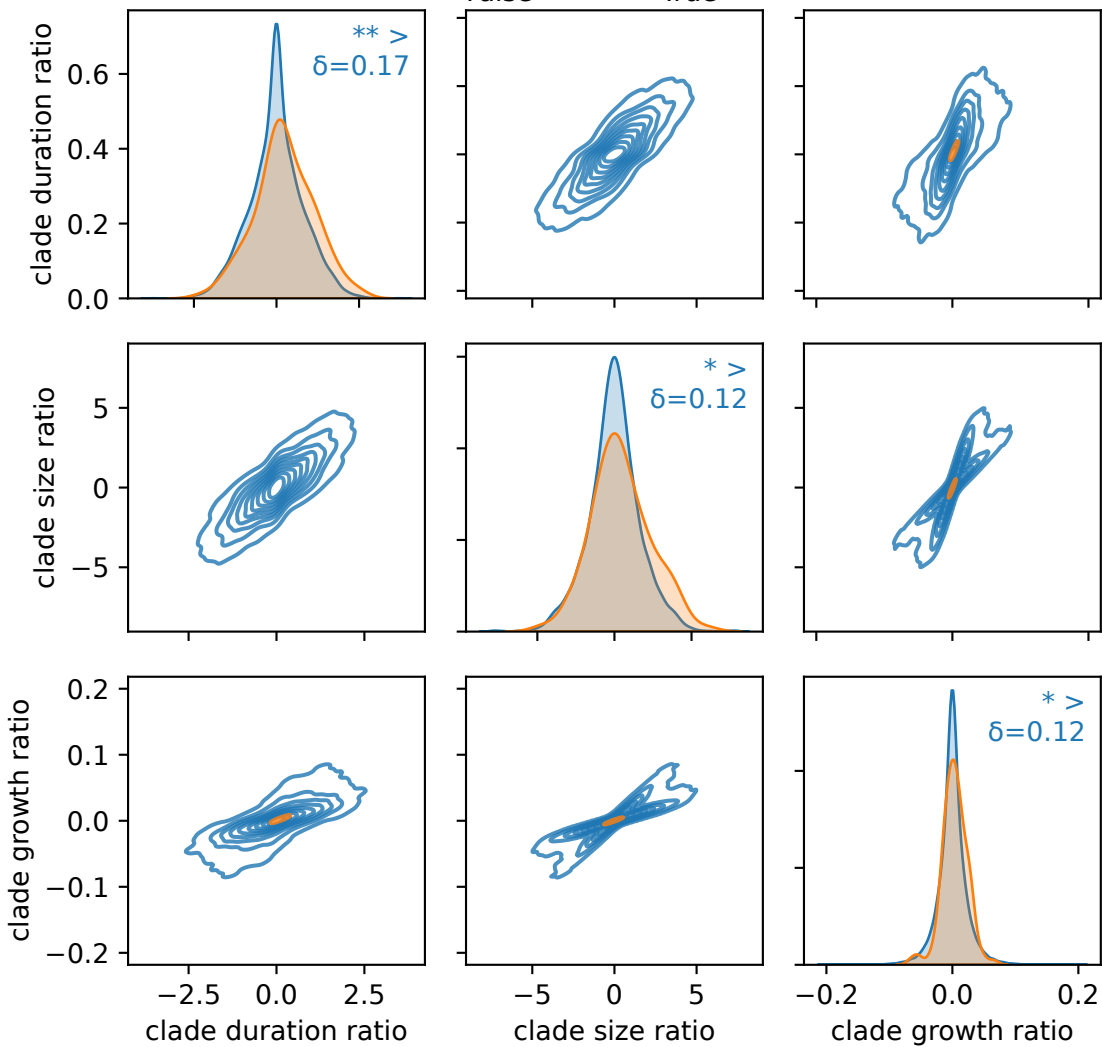 clade duration ratio
0.6
0.4
0.2
0.0
** >
δ=0.17
clade size ratio
5
0
−5
* >
δ=0.12
clade growth ratio
0.2
0.1
0.0
−0.1
−0.2
* >
δ=0.12
−2.5 0.0 2.5
−5 0 5
−0.2 0.0 0.2
clade duration ratio
clade size ratio
clade growth ratio